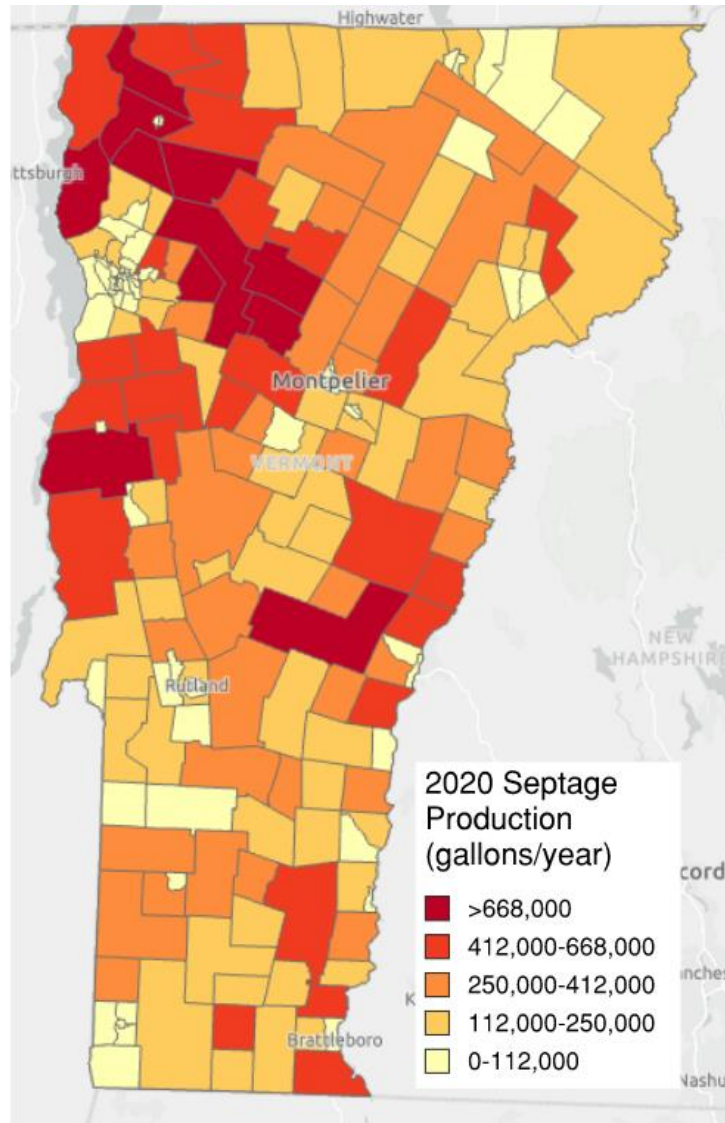 Highwater
ttsburgh
Montpelier
VERMONT
NEW
HAMPSHIRE
Rutland
2020 Septage
Production
(gallons/year)
cord
>668,000
412,000-668,000
250,000-412,000
anches
112,000-250,000
K
Brattleboro
0-112,000
Nashu